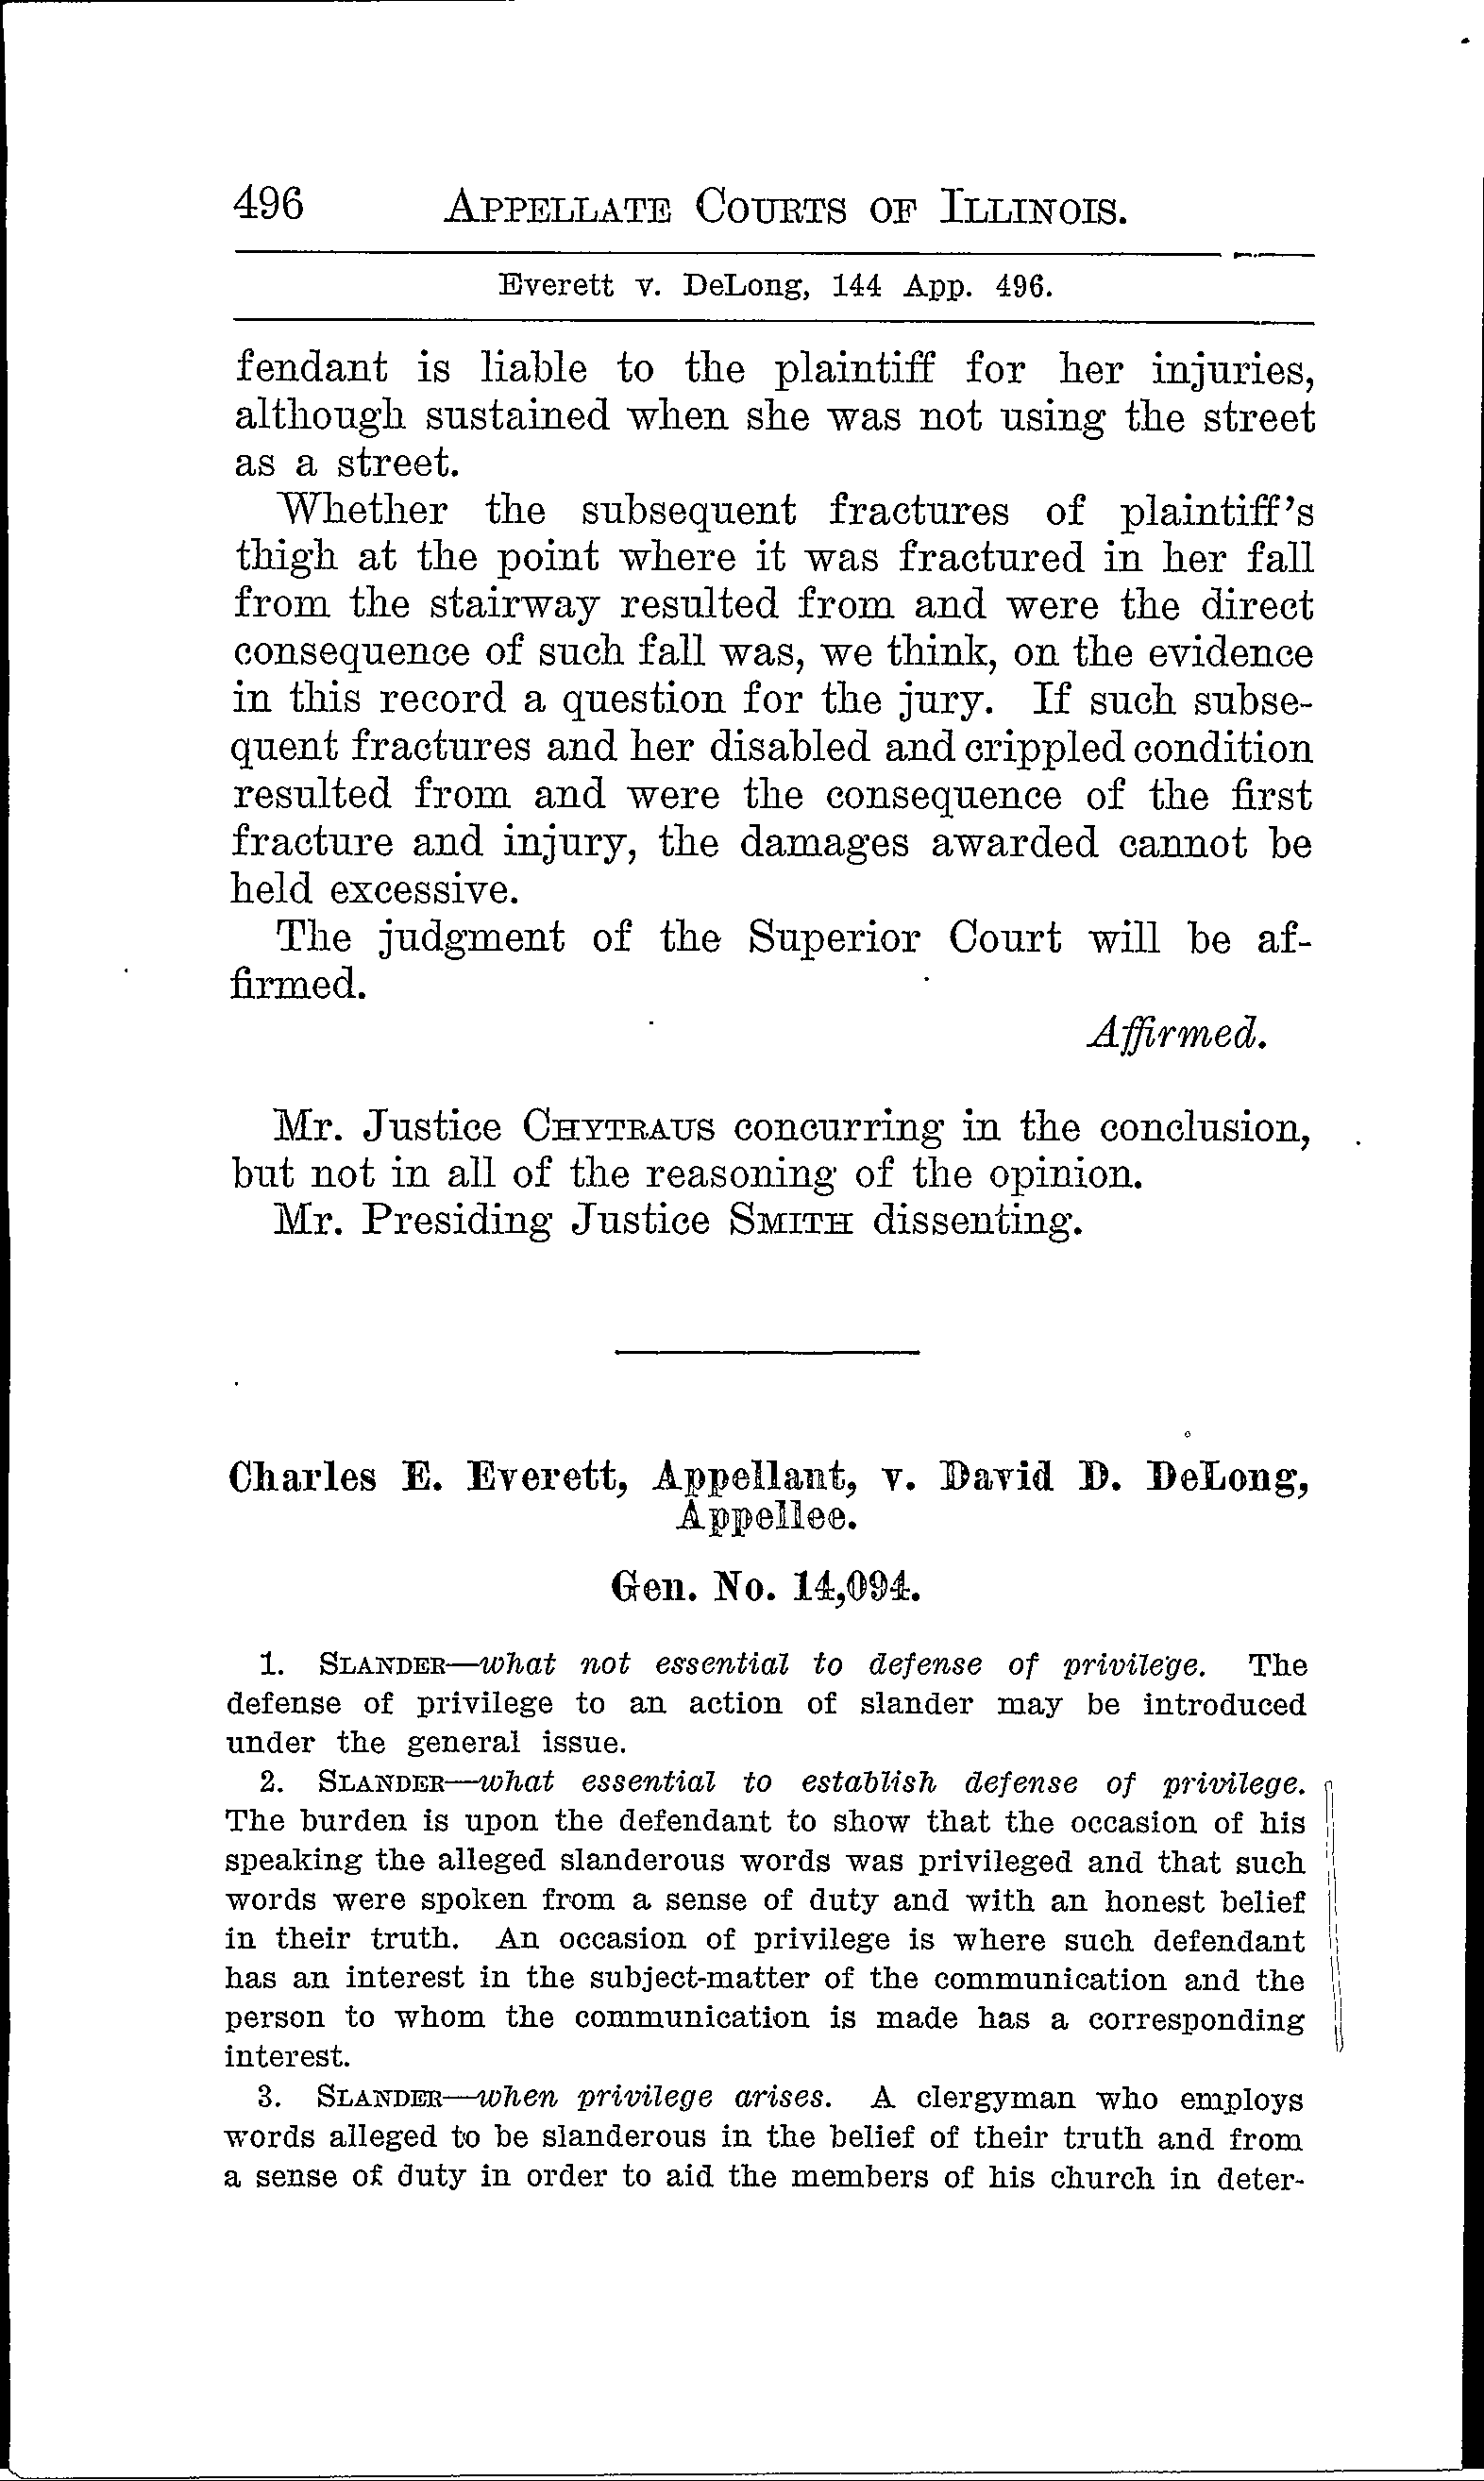 496 APPELLATE COURTS OF ILLINOIS.
Everett v. DeLong, 144 App. 496.
fendant is liable to the plaintiff for her injuries,
although sustained when she was not using the street
as a street.
Whether the subsequent fractures of plaintiff's
thigh at the point where it was fractured in her fall
from the stairway resulted from and were the direct
consequence of such fall was, we think, on the evidence
in this record a question for the jury. If such subse-
quent fractures and her disabled and crippled condition
resulted from and were the consequence of the first
fracture and injury, the damages awarded cannot be
held excessive.
The judgment of the Superior Court will be af-
firmed.
Affirmed.
Mr. Justice CHYTRAUS concurring in the conclusion,
but not in all of the reasoning of the opinion.
Mr. Presiding Justice SMITH dissenting.
Charles E. Everett, Appellant, v. David D. DeLong,
Appellee.
Gen. No. 14,094.
1. SLANDER—what not essential to defense of privilege. The
defense of privilege to an action of slander may be introduced
under the general issue.
2. SLANDER—what essential to establish defense of privilege.
The burden is upon the defendant to show that the occasion of his
speaking the alleged slanderous words was privileged and that such
words were spoken from a sense of duty and with an honest belief
in their truth. An occasion of privilege is where such defendant
has an interest in the subject-matter of the communication and the
person to whom the communication is made has a corresponding
interest.
3. SLANDER—when privilege arises. A clergyman who employs
words alleged to be slanderous in the belief of their truth and from
a sense of duty in order to aid the members of his church in deter-